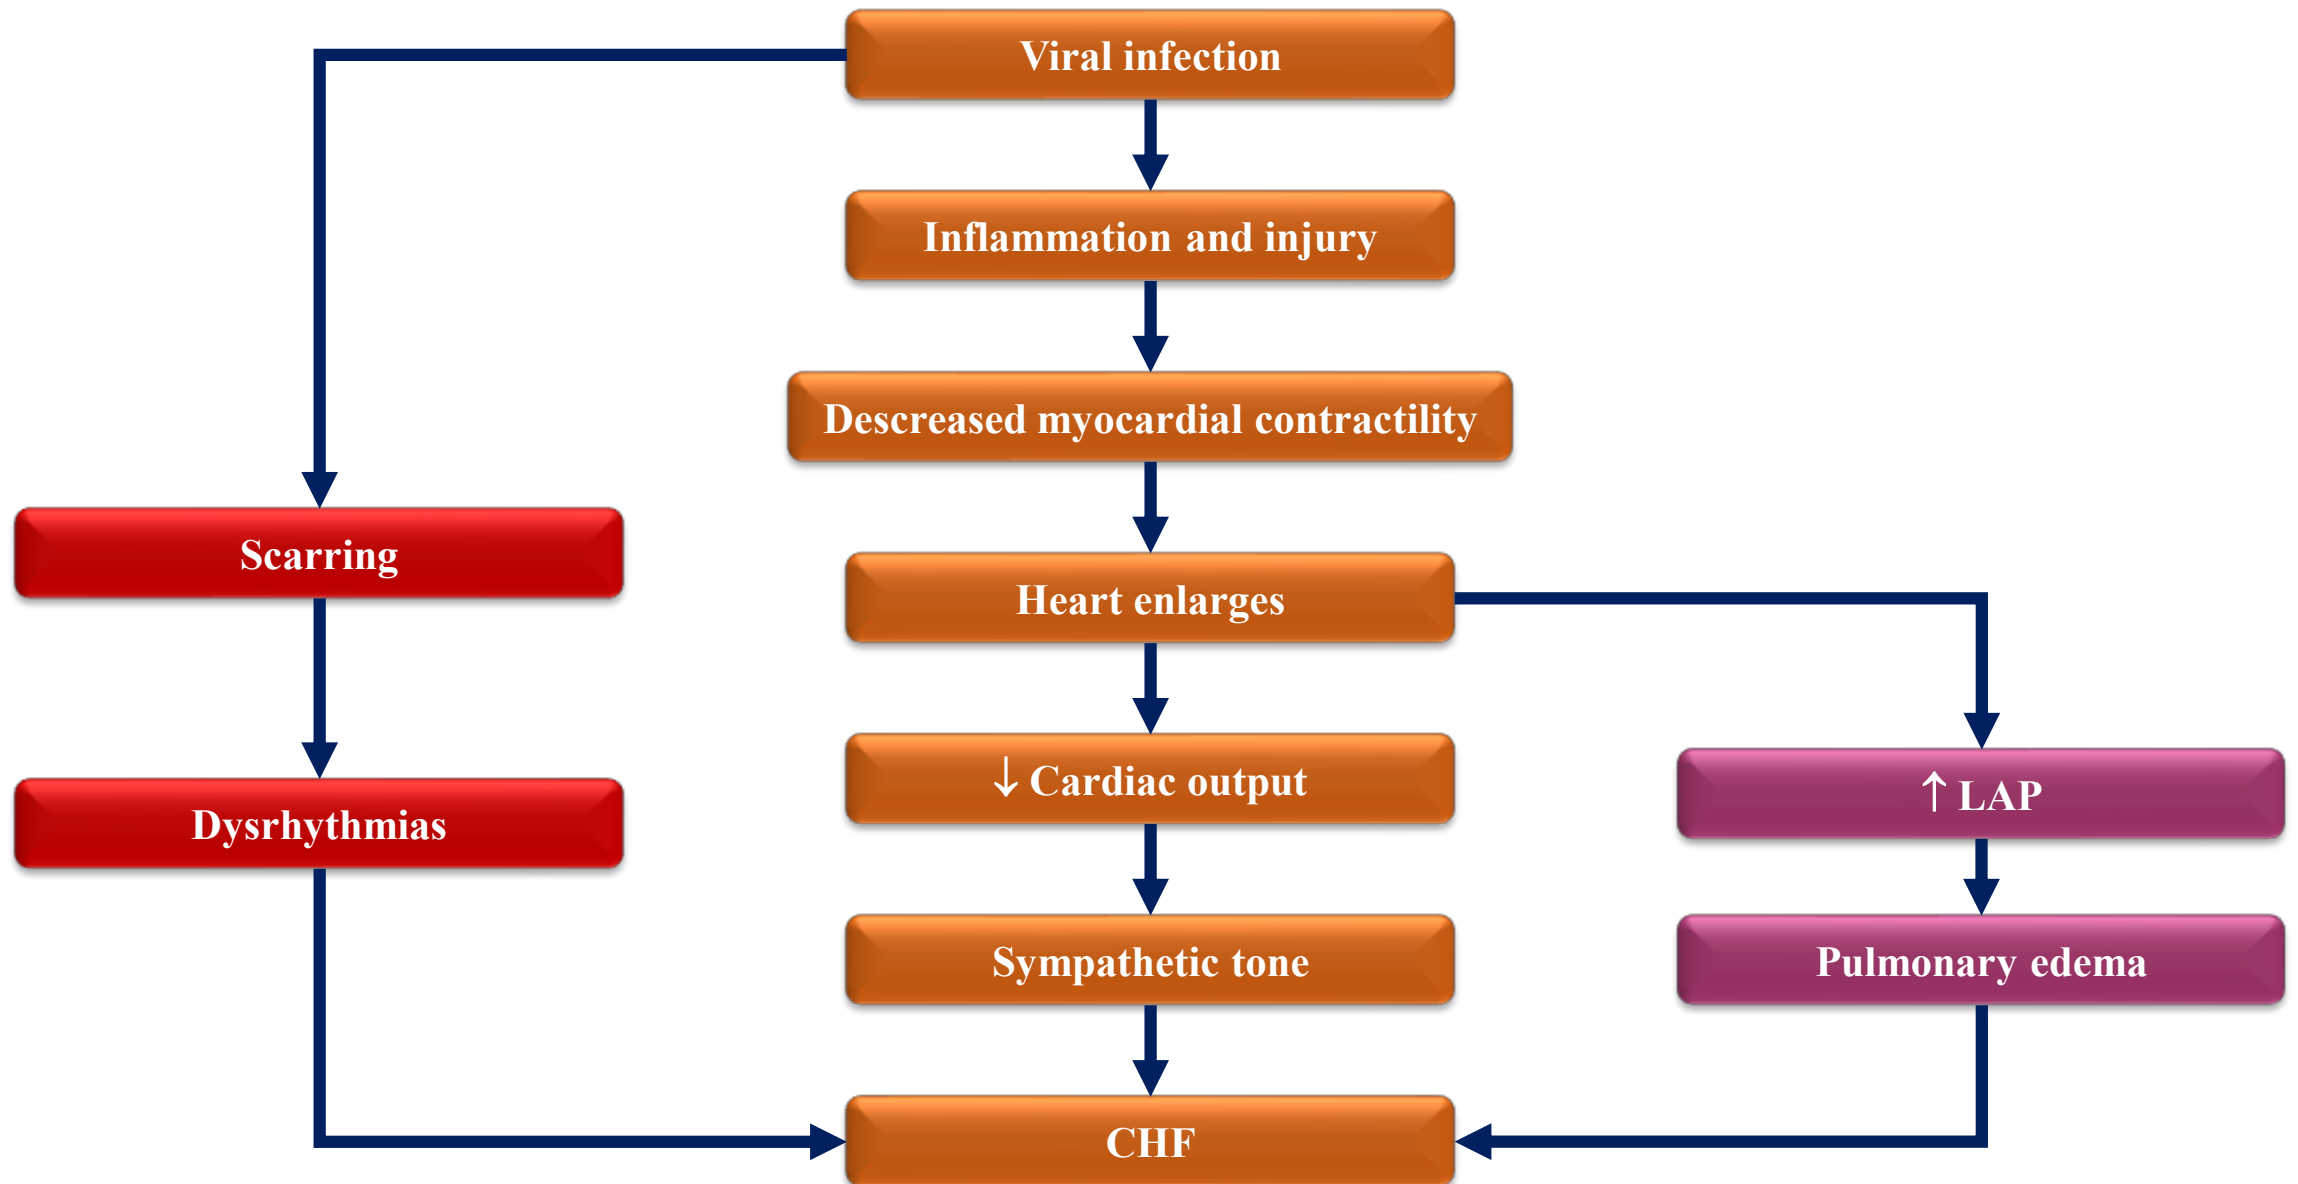 Viral infection
Inflammation and injury
Descreased myocardial contractility
Scarring
Heart enlarges
↓ Cardiac output
↑ LAP
Dysrhythmias
Sympathetic tone
Pulmonary edema
CHF